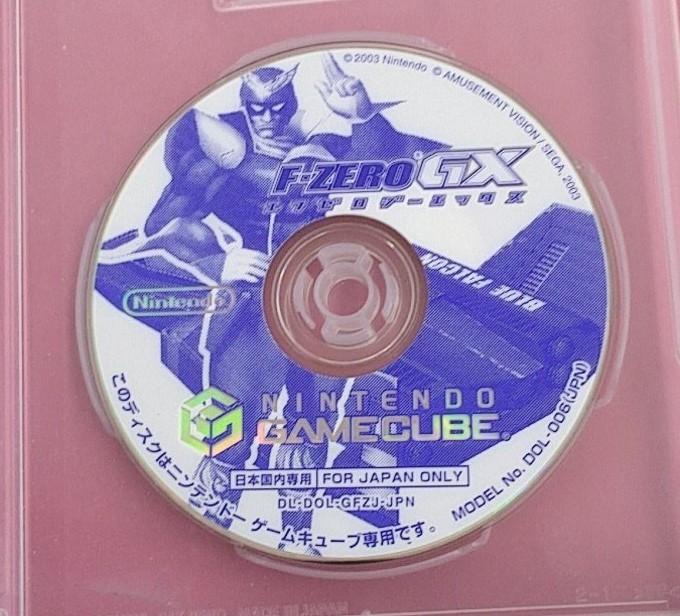 © 2003 Nintendo © AMUSEMENT VISION / SEGA, 2003
F-ZERO GX
エフゼロ ジーエックス
BLUE FALCON
Nintendo
NINTENDO
GAMECUBE®
日本国内専用 FOR JAPAN ONLY
DL-DOL-GFZJ-JPN
MODEL No. DOL-006(JPN)
このディスクはニンテンドー ゲームキューブ専用です。
MADE IN JAPAN